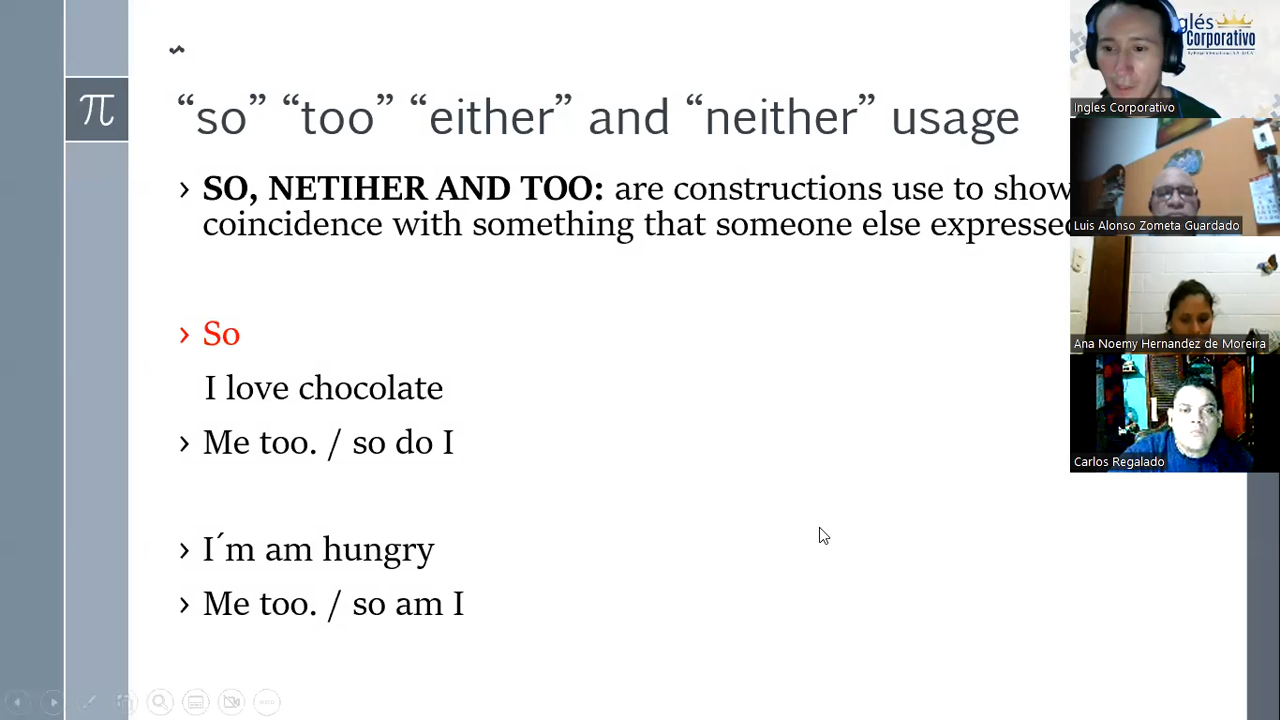 π
“so” “too” “either” and “neither” usage
› SO, NETIHER AND TOO: are constructions use to show
coincidence with something that someone else expressed
› So
I love chocolate
› Me too. / so do I
› I´m am hungry
› Me too. / so am I
glés
Corporativo
Ingles Corporativo
Luis Alonso Zometa Guardado
Ana Noemy Hernandez de Moreira
Carlos Regalado